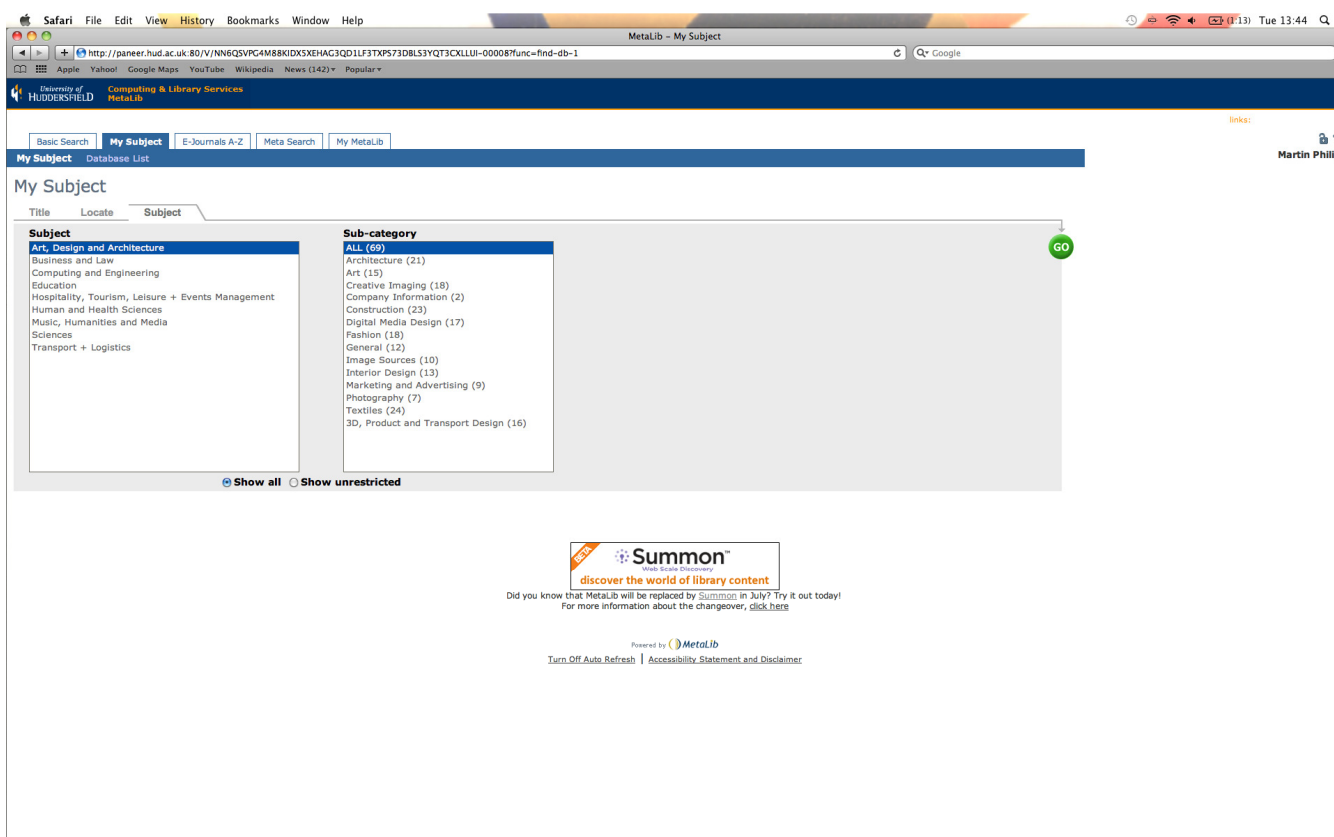 Safari File Edit View History Bookmarks Window Help (1:13) Tue 13:44
MetaLib – My Subject
http://paneer.hud.ac.uk:80/V/NN6QSVPG4M88KIDX5XEHAG3QD1LF3TXPS73DBLS3YQT3CXLLUI-00008?func=find-db-1 Google
Apple Yahoo! Google Maps YouTube Wikipedia News (142) Popular
University of HUDDERSFIELD
Computing & Library Services
MetaLib
links:
Basic Search My Subject E-Journals A-Z Meta Search My MetaLib
My Subject Database List
Martin Phili
My Subject
Title Locate Subject
Subject
Art, Design and Architecture
Business and Law
Computing and Engineering
Education
Hospitality, Tourism, Leisure + Events Management
Human and Health Sciences
Music, Humanities and Media
Sciences
Transport + Logistics
Sub-category
ALL (69)
Architecture (21)
Art (15)
Creative Imaging (18)
Company Information (2)
Construction (23)
Digital Media Design (17)
Fashion (18)
General (12)
Image Sources (10)
Interior Design (13)
Marketing and Advertising (9)
Photography (7)
Textiles (24)
3D, Product and Transport Design (16)
GO
Show all Show unrestricted
BETA
Summon™
Web Scale Discovery
discover the world of library content
Did you know that MetaLib will be replaced by Summon in July? Try it out today!
For more information about the changeover, click here
Powered by MetaLib
Turn Off Auto Refresh | Accessibility Statement and Disclaimer